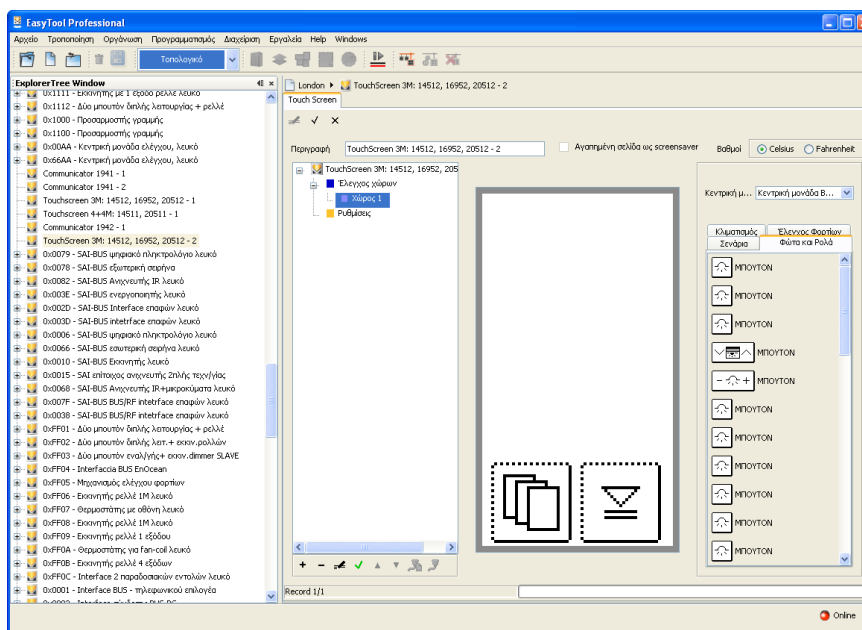 EasyTool Professional
Αρχείο Τροποποίηση Οργάνωση Προγραμματισμός Διαχείριση Εργαλεία Help Windows
Τοπολογικό
ExplorerTree Window
0x1111 - Εκκινητής με 1 έξοδο ρελλέ λευκό
0x1112 - Δύο μπουτόν διπλής λειτουργίας + ρελλέ
0x1000 - Προσαρμοστής γραμμής
0x1100 - Προσαρμοστής γραμμής
0x00AA - Κεντρική μονάδα ελέγχου, λευκό
0x66AA - Κεντρική μονάδα ελέγχου, λευκό
Communicator 1941 - 1
Communicator 1941 - 2
Touchscreen 3M: 14512, 16952, 20512 - 1
Touchscreen 4+4M: 14511, 20511 - 1
Communicator 1942 - 1
TouchScreen 3M: 14512, 16952, 20512 - 2
0x0079 - SAI-BUS ψηφιακό πληκτρολόγιο λευκό
0x0078 - SAI-BUS εξωτερική σειρήνα
0x0082 - SAI-BUS Ανιχνευτής IR λευκό
0x003E - SAI-BUS ενεργοποιητής λευκό
0x002D - SAI-BUS Interface επαφών λευκό
0x003D - SAI-BUS intetrface επαφών λευκό
0x0006 - SAI-BUS ψηφιακό πληκτρολόγιο λευκό
0x0066 - SAI-BUS εσωτερική σειρήνα λευκό
0x0010 - SAI-BUS Εκκινητής λευκό
0x0015 - SAI επίτοιχος ανιχνευτής 2πλής τεχν/γίας
0x0068 - SAI-BUS Ανιχνευτής IR+μικροκύματα λευκό
0x007F - SAI-BUS BUS/RF intetrface επαφών λευκό
0x0038 - SAI-BUS BUS/RF intetrface επαφών λευκό
0xFF01 - Δύο μπουτόν διπλής λειτουργίας + ρελλέ
0xFF02 - Δύο μπουτόν διπλής λειτ.+ εκκιν.ρολλών
0xFF03 - Δύο μπουτόν εναλ/γής+ εκκιν.dimmer SLAVE
0xFF04 - Interfaccia BUS EnOcean
0xFF05 - Μηχανισμός ελέγχου φορτίων
0xFF06 - Εκκινητής ρελλέ 1M λευκό
0xFF07 - Θερμοστάτης με οθόνη λευκό
0xFF08 - Εκκινητής ρελλέ 1M λευκό
0xFF09 - Εκκινητής ρελλέ 1 εξόδου
0xFF0A - Θερμοστάτης για fan-coil λευκό
0xFF0B - Εκκινητής ρελλέ 4 εξόδων
0xFF0C - Interface 2 παραδοσιακών εντολών λευκό
0x0001 - Interface BUS - τηλεφωνικού επιλογέα
London TouchScreen 3M: 14512, 16952, 20512 - 2
Touch Screen
Περιγραφή TouchScreen 3M: 14512, 16952, 20512 - 2 Αγαπημένη σελίδα ως screensaver Βαθμοί Celsius Fahrenheit
TouchScreen 3M: 14512, 16952, 205
Έλεγχος χώρων
Χώρος 1
Ρυθμίσεις
Κεντρική μ... Κεντρική μονάδα B...
Κλιματισμός Έλεγχος Φορτίων
Σενάρια Φώτα και Ρολά
ΜΠΟΥΤΟΝ
ΜΠΟΥΤΟΝ
ΜΠΟΥΤΟΝ
ΜΠΟΥΤΟΝ
ΜΠΟΥΤΟΝ
ΜΠΟΥΤΟΝ
ΜΠΟΥΤΟΝ
ΜΠΟΥΤΟΝ
ΜΠΟΥΤΟΝ
ΜΠΟΥΤΟΝ
ΜΠΟΥΤΟΝ
Record 1/1
Online